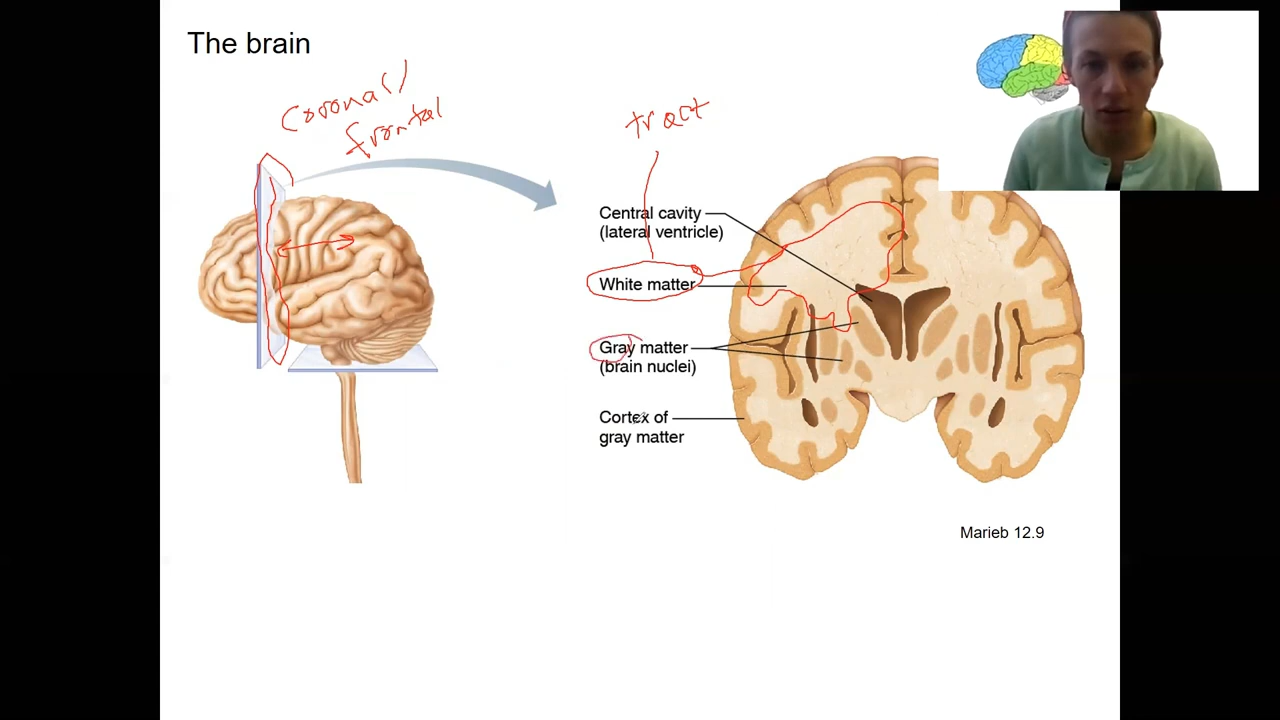 The brain
coronal/
frontal
tract
Central cavity
(lateral ventricle)
White matter
Gray matter
(brain nuclei)
Cortex of
gray matter
Marieb 12.9